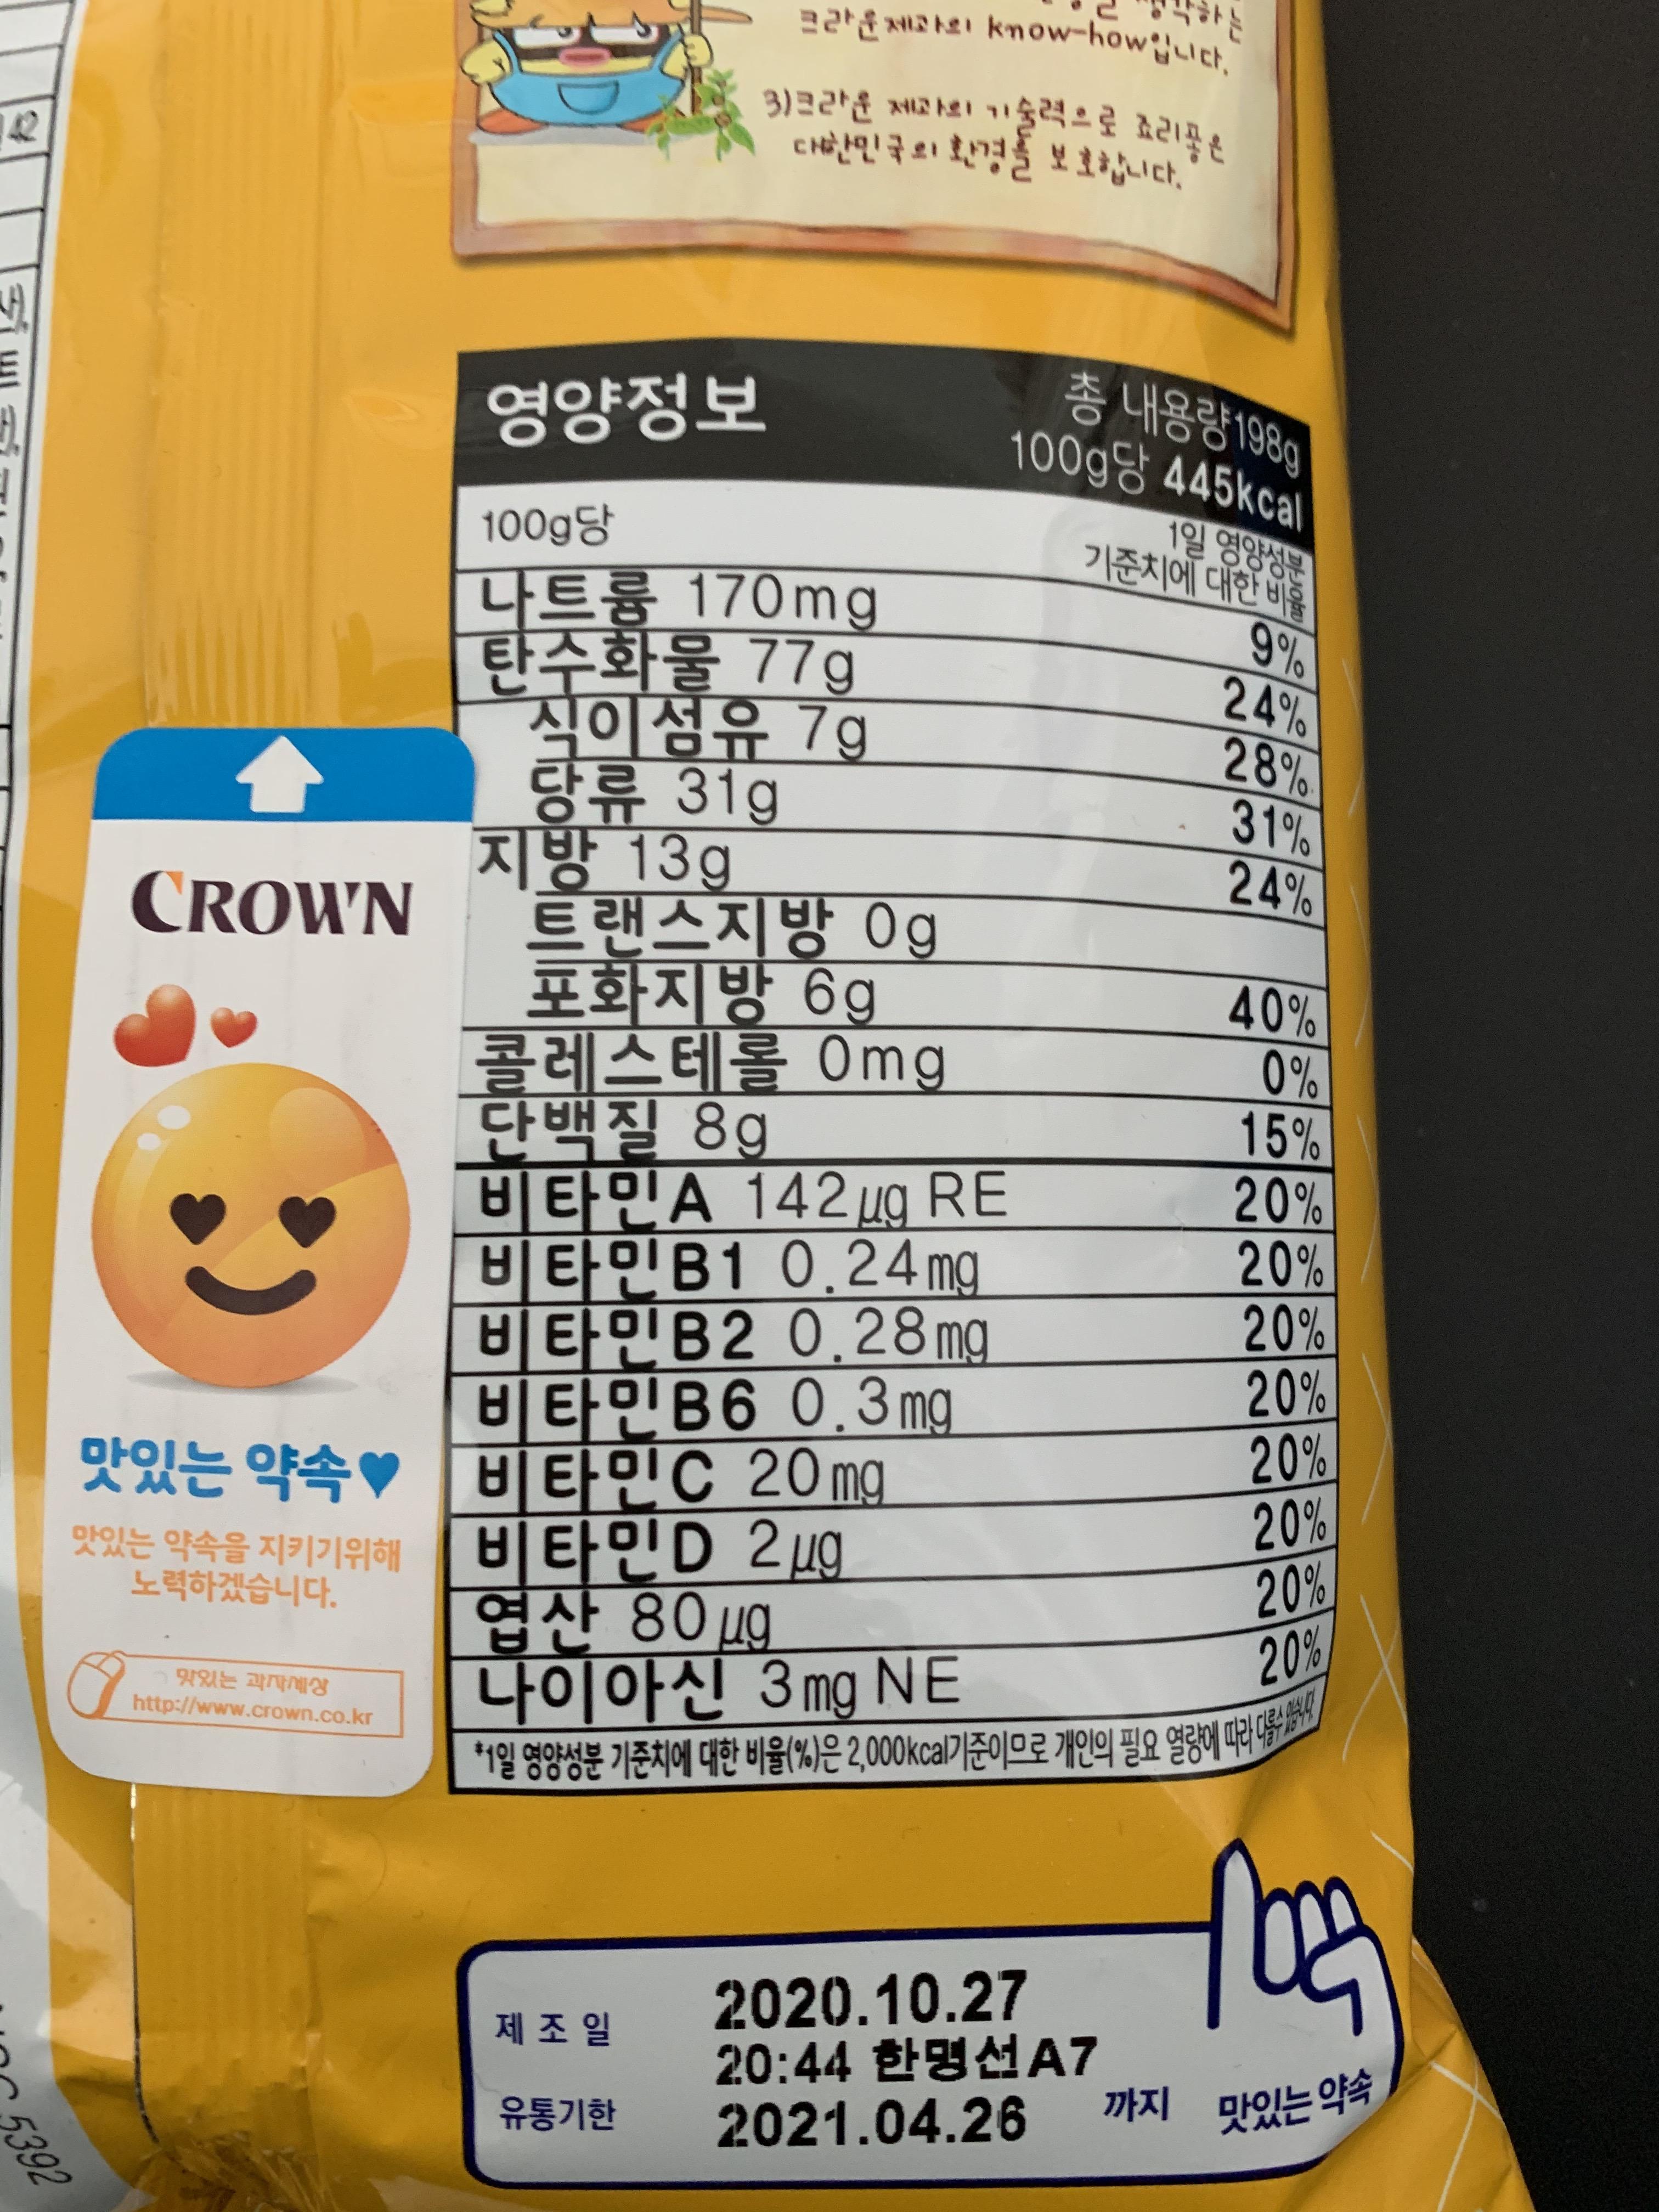 생각하는
크라운제과의 know-how입니다.
3)크라운 제과의 기술력으로 죠리퐁은
대한민국의 환경을 보호합니다.
영양정보
총 내용량198g
100g당 445kcal
100g당
1일 영양성분
기준치에 대한 비율
나트륨 170mg 9%
탄수화물 77g 24%
식이섬유 7g 28%
당류 31g 31%
지방 13g 24%
트랜스지방 0g
포화지방 6g 40%
콜레스테롤 0mg 0%
단백질 8g 15%
비타민A 142µg RE 20%
비타민B1 0.24mg 20%
비타민B2 0.28mg 20%
비타민B6 0.3mg 20%
비타민C 20mg 20%
비타민D 2µg 20%
엽산 80µg 20%
나이아신 3mg NE 20%
*1일 영양성분 기준치에 대한 비율(%)은 2,000kcal기준이므로 개인의 필요 열량에 따라 다를수 있습니다.
CROWN
맛있는 약속♥
맛있는 약속을 지키기위해
노력하겠습니다.
맛있는 과자세상
http://www.crown.co.kr
제조일 2020.10.27
20:44 한명선A7
유통기한 2021.04.26 까지
맛있는 약속
5392